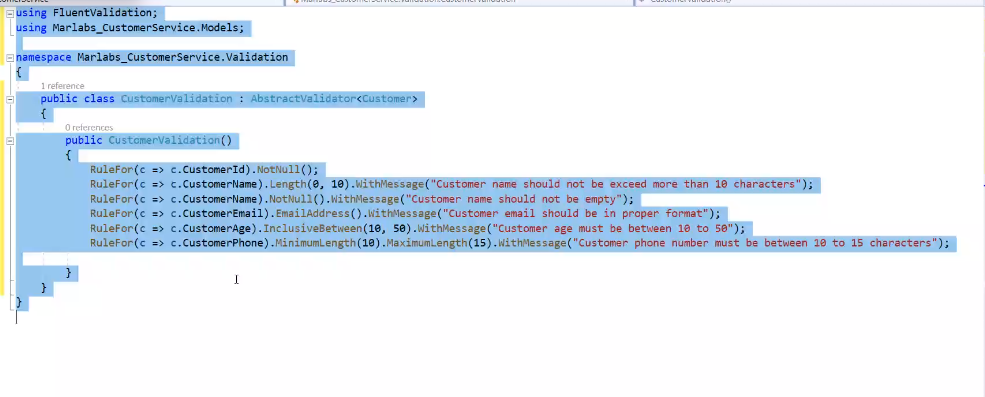 using FluentValidation;
using Marlabs_CustomerService.Models;
namespace Marlabs_CustomerService.Validation
{
1 reference
public class CustomerValidation : AbstractValidator<Customer>
{
0 references
public CustomerValidation()
{
RuleFor(c => c.CustomerId).NotNull();
RuleFor(c => c.CustomerName).Length(0, 10).WithMessage("Customer name should not be exceed more than 10 characters");
RuleFor(c => c.CustomerName).NotNull().WithMessage("Customer name should not be empty");
RuleFor(c => c.CustomerEmail).EmailAddress().WithMessage("Customer email should be in proper format");
RuleFor(c => c.CustomerAge).InclusiveBetween(10, 50).WithMessage("Customer age must be between 10 to 50");
RuleFor(c => c.CustomerPhone).MinimumLength(10).MaximumLength(15).WithMessage("Customer phone number must be between 10 to 15 characters");
}
}
}